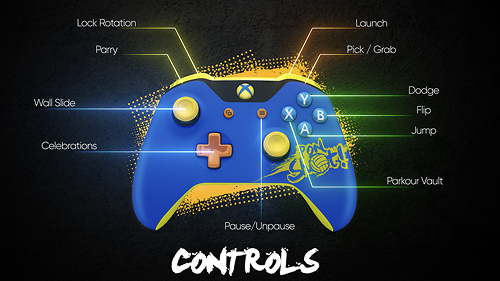 Lock Rotation
Launch
Parry
Pick / Grab
Wall Slide
Dodge
Flip
Jump
Celebrations
Parkour Vault
Pause/Unpause
Y
X
B
A
CONTROLS